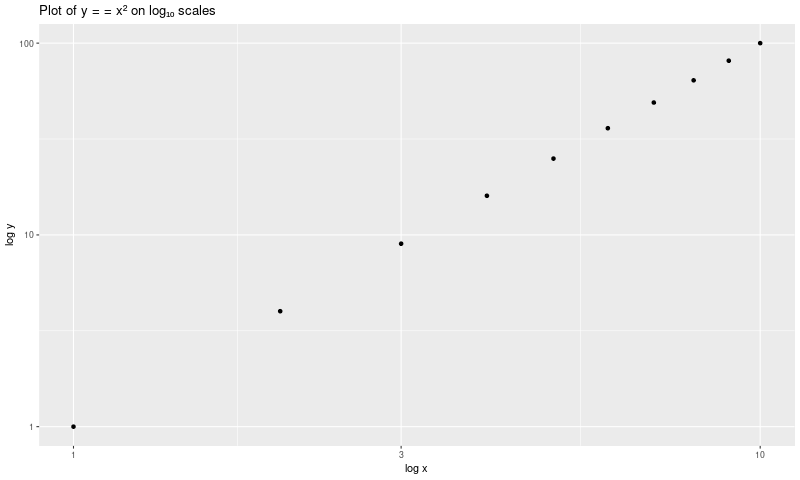 Plot of y = = x² on log₁₀ scales
100
10
1
log y
1
3
10
log x